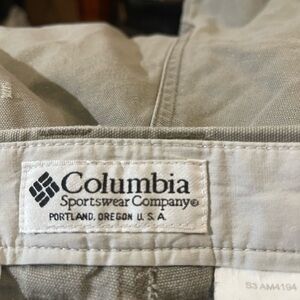 Columbia
Sportswear Company®
PORTLAND, OREGON U. S. A.
S3 AM4194